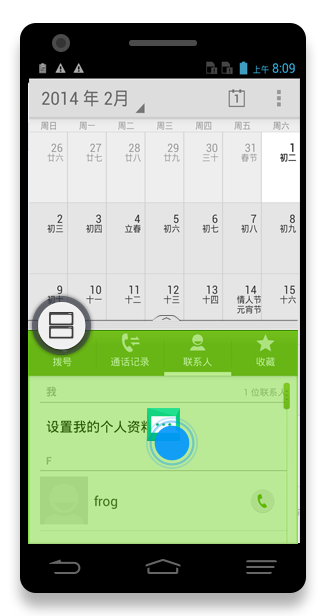 上午 8:09
2014 年 2月 1
周日 周一 周二 周三 周四 周五 周六
26 27 28 29 30 31 1
廿六 廿七 廿八 廿九 三十 春节 初二
2 3 4 5 6 7 8
初三 初四 立春 初六 初七 初八 初九
9 10 11 12 13 14 15
十一 十二 十三 十四 情人节 十六
元宵节
拨号 通话记录 联系人 收藏
我 1 位联系人
设置我的个人资料
F
frog